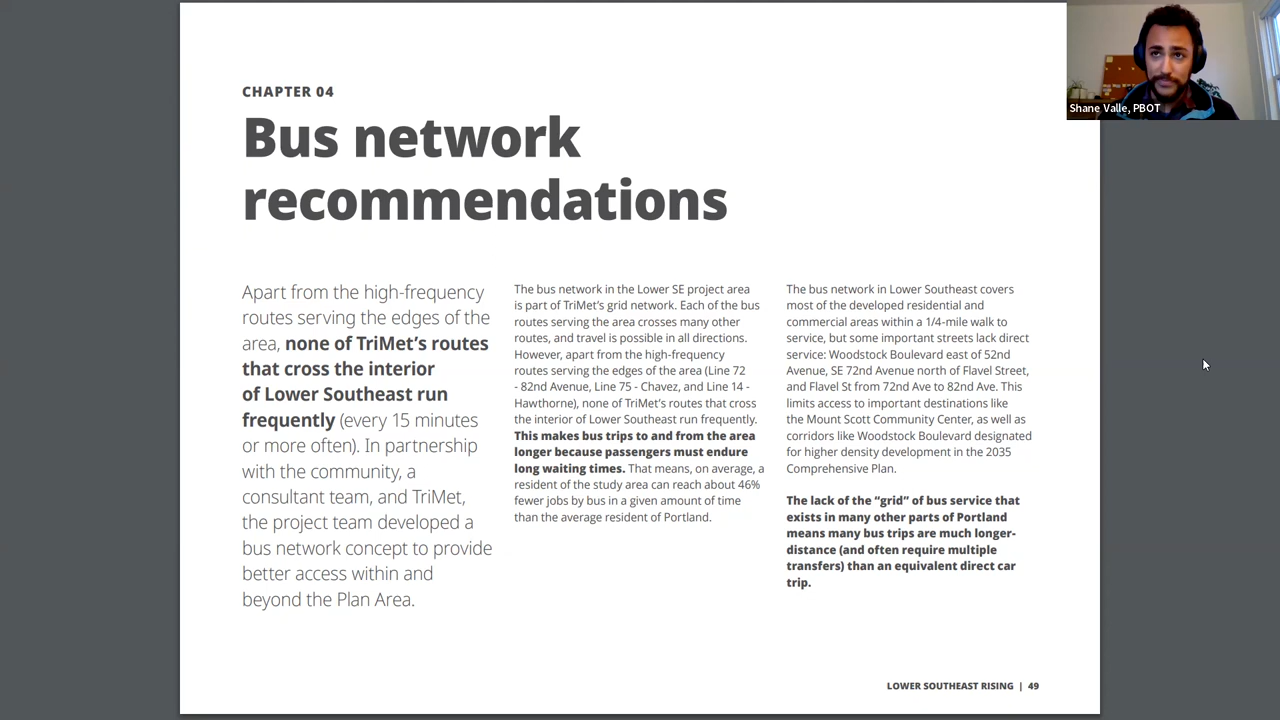 CHAPTER 04
Bus network
recommendations
Apart from the high-frequency
routes serving the edges of the
area, none of TriMet’s routes
that cross the interior
of Lower Southeast run
frequently (every 15 minutes
or more often). In partnership
with the community, a
consultant team, and TriMet,
the project team developed a
bus network concept to provide
better access within and
beyond the Plan Area.
The bus network in the Lower SE project area
is part of TriMet’s grid network. Each of the bus
routes serving the area crosses many other
routes, and travel is possible in all directions.
However, apart from the high-frequency
routes serving the edges of the area (Line 72
- 82nd Avenue, Line 75 - Chavez, and Line 14 -
Hawthorne), none of TriMet’s routes that cross
the interior of Lower Southeast run frequently.
This makes bus trips to and from the area
longer because passengers must endure
long waiting times. That means, on average, a
resident of the study area can reach about 46%
fewer jobs by bus in a given amount of time
than the average resident of Portland.
The bus network in Lower Southeast covers
most of the developed residential and
commercial areas within a 1/4-mile walk to
service, but some important streets lack direct
service: Woodstock Boulevard east of 52nd
Avenue, SE 72nd Avenue north of Flavel Street,
and Flavel St from 72nd Ave to 82nd Ave. This
limits access to important destinations like
the Mount Scott Community Center, as well as
corridors like Woodstock Boulevard designated
for higher density development in the 2035
Comprehensive Plan.
The lack of the “grid” of bus service that
exists in many other parts of Portland
means many bus trips are much longer-
distance (and often require multiple
transfers) than an equivalent direct car
trip.
LOWER SOUTHEAST RISING | 49
Shane Valle, PBOT